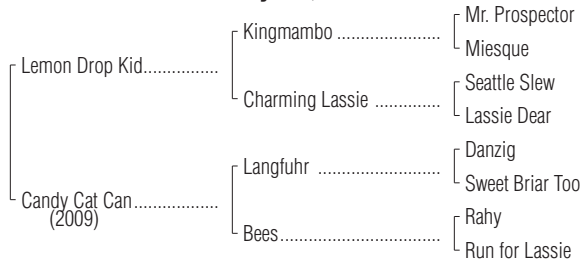 Mr. Prospector
Kingmambo ..................
Miesque
Lemon Drop Kid................
Seattle Slew
Charming Lassie ..............
Lassie Dear
Danzig
Langfuhr .....................
Sweet Briar Too
Candy Cat Can..................
(2009)
Rahy
Bees..............................
Run for Lassie